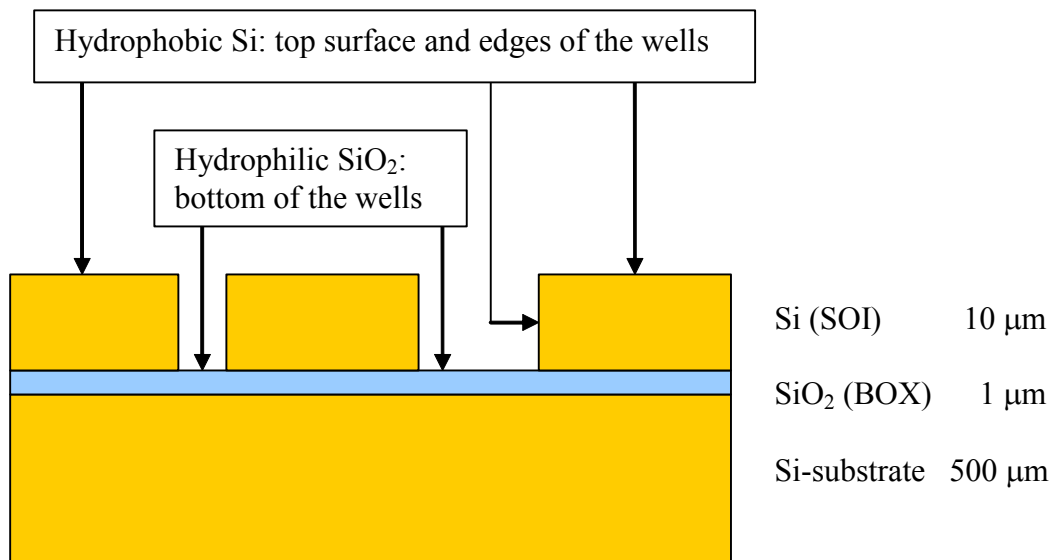 Hydrophobic Si: top surface and edges of the wells
Hydrophilic SiO₂:
bottom of the wells
Si (SOI) 10 μm
SiO₂ (BOX) 1 μm
Si-substrate 500 μm